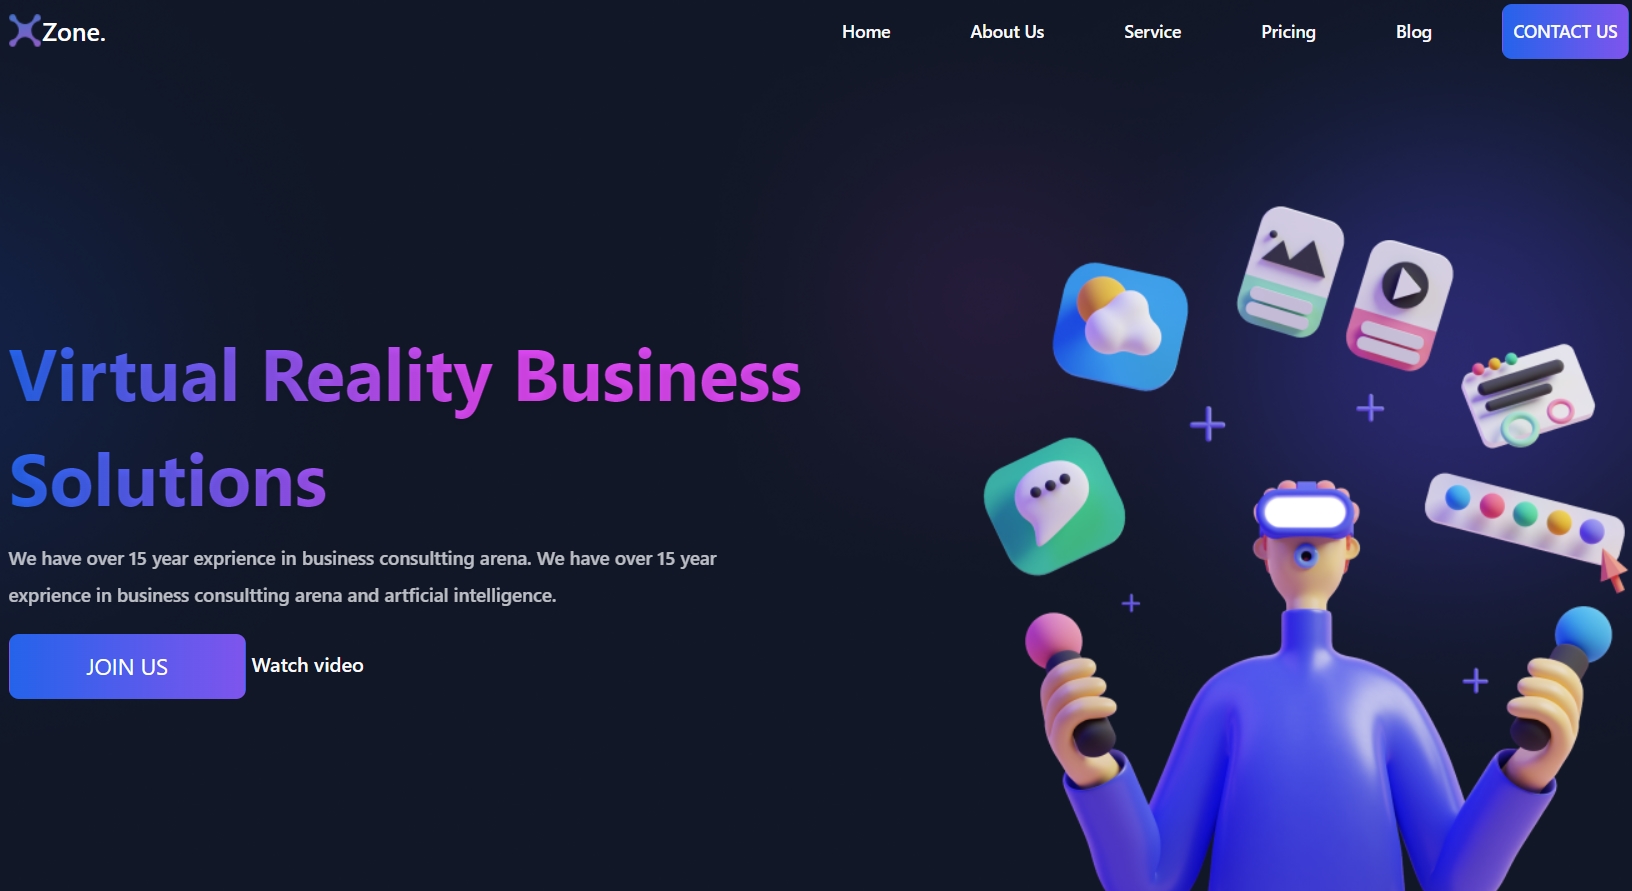 Zone.
Home
About Us
Service
Pricing
Blog
CONTACT US
Virtual Reality Business
Solutions
We have over 15 year exprience in business consultting arena. We have over 15 year
exprience in business consultting arena and artficial intelligence.
JOIN US
Watch video